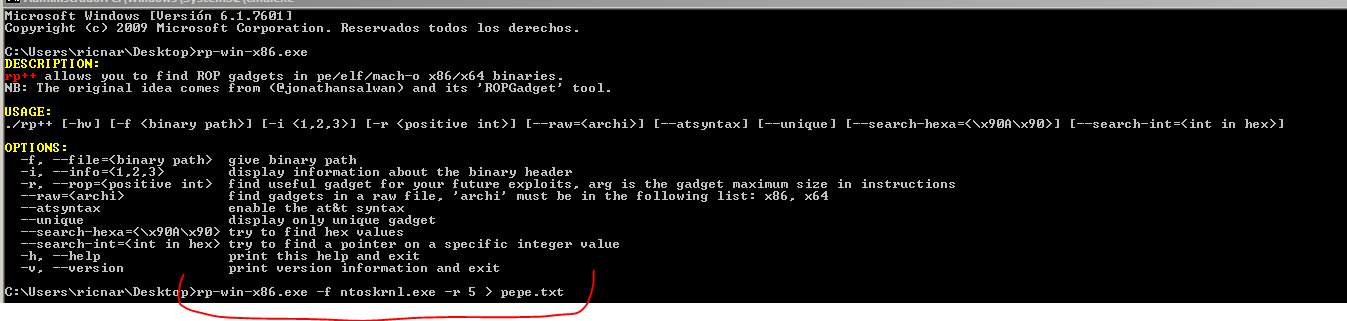 Microsoft Windows [Versión 6.1.7601]
Copyright (c) 2009 Microsoft Corporation. Reservados todos los derechos.
C:\Users\ricnar\Desktop>rp-win-x86.exe
DESCRIPTION:
rp++ allows you to find ROP gadgets in pe/elf/mach-o x86/x64 binaries.
NB: The original idea comes from (@jonathansalwan) and its 'ROPGadget' tool.
USAGE:
./rp++ [-hv] [-f <binary path>] [-i <1,2,3>] [-r <positive int>] [--raw=<archi>] [--atsyntax] [--unique] [--search-hexa=<\x90A\x90>] [--search-int=<int in hex>]
OPTIONS:
-f, --file=<binary path> give binary path
-i, --info=<1,2,3> display information about the binary header
-r, --rop=<positive int> find useful gadget for your future exploits, arg is the gadget maximum size in instructions
--raw=<archi> find gadgets in a raw file, 'archi' must be in the following list: x86, x64
--atsyntax enable the at&t syntax
--unique display only unique gadget
--search-hexa=<\x90A\x90> try to find hex values
--search-int=<int in hex> try to find a pointer on a specific integer value
-h, --help print this help and exit
-v, --version print version information and exit
C:\Users\ricnar\Desktop>rp-win-x86.exe -f ntoskrnl.exe -r 5 > pepe.txt